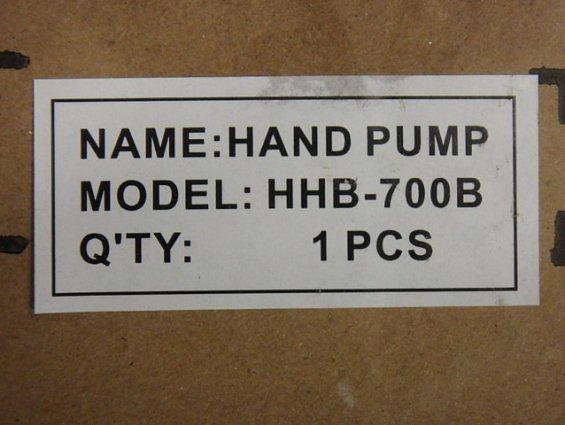 NAME:HAND PUMP
MODEL: HHB-700B
Q'TY: 1 PCS